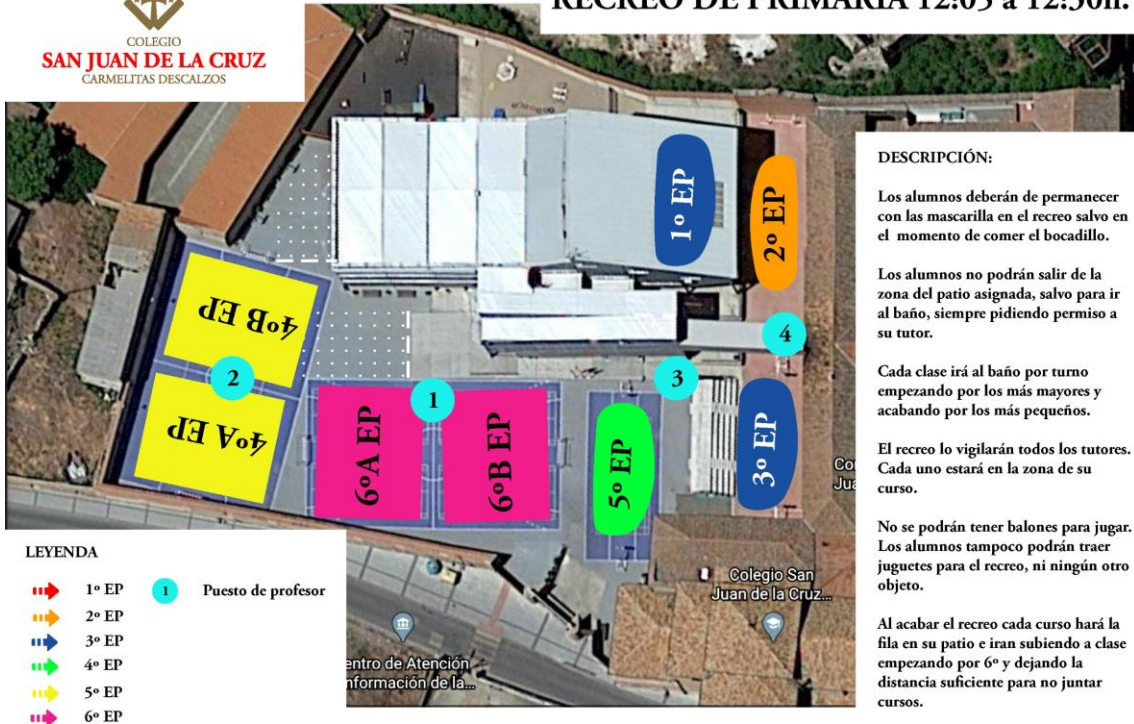 RECREO DE PRIMARIA 12:05 a 12:30h.
COLEGIO
SAN JUAN DE LA CRUZ
CARMELITAS DESCALZOS
1º EP
2º EP
4º B EP
4º A EP
2
1
3
4
6º A EP
6º B EP
5º EP
3º EP
Colegio San
Juan de la Cruz...
entro de Atención
nformación de la...
LEYENDA
1º EP
2º EP
3º EP
4º EP
5º EP
6º EP
1 Puesto de profesor
DESCRIPCIÓN:
Los alumnos deberán de permanecer
con las mascarilla en el recreo salvo en
el momento de comer el bocadillo.
Los alumnos no podrán salir de la
zona del patio asignada, salvo para ir
al baño, siempre pidiendo permiso a
su tutor.
Cada clase irá al baño por turno
empezando por los más mayores y
acabando por los más pequeños.
El recreo lo vigilarán todos los tutores.
Cada uno estará en la zona de su
curso.
No se podrán tener balones para jugar.
Los alumnos tampoco podrán traer
juguetes para el recreo, ni ningún otro
objeto.
Al acabar el recreo cada curso hará la
fila en su patio e iran subiendo a clase
empezando por 6º y dejando la
distancia suficiente para no juntar
cursos.